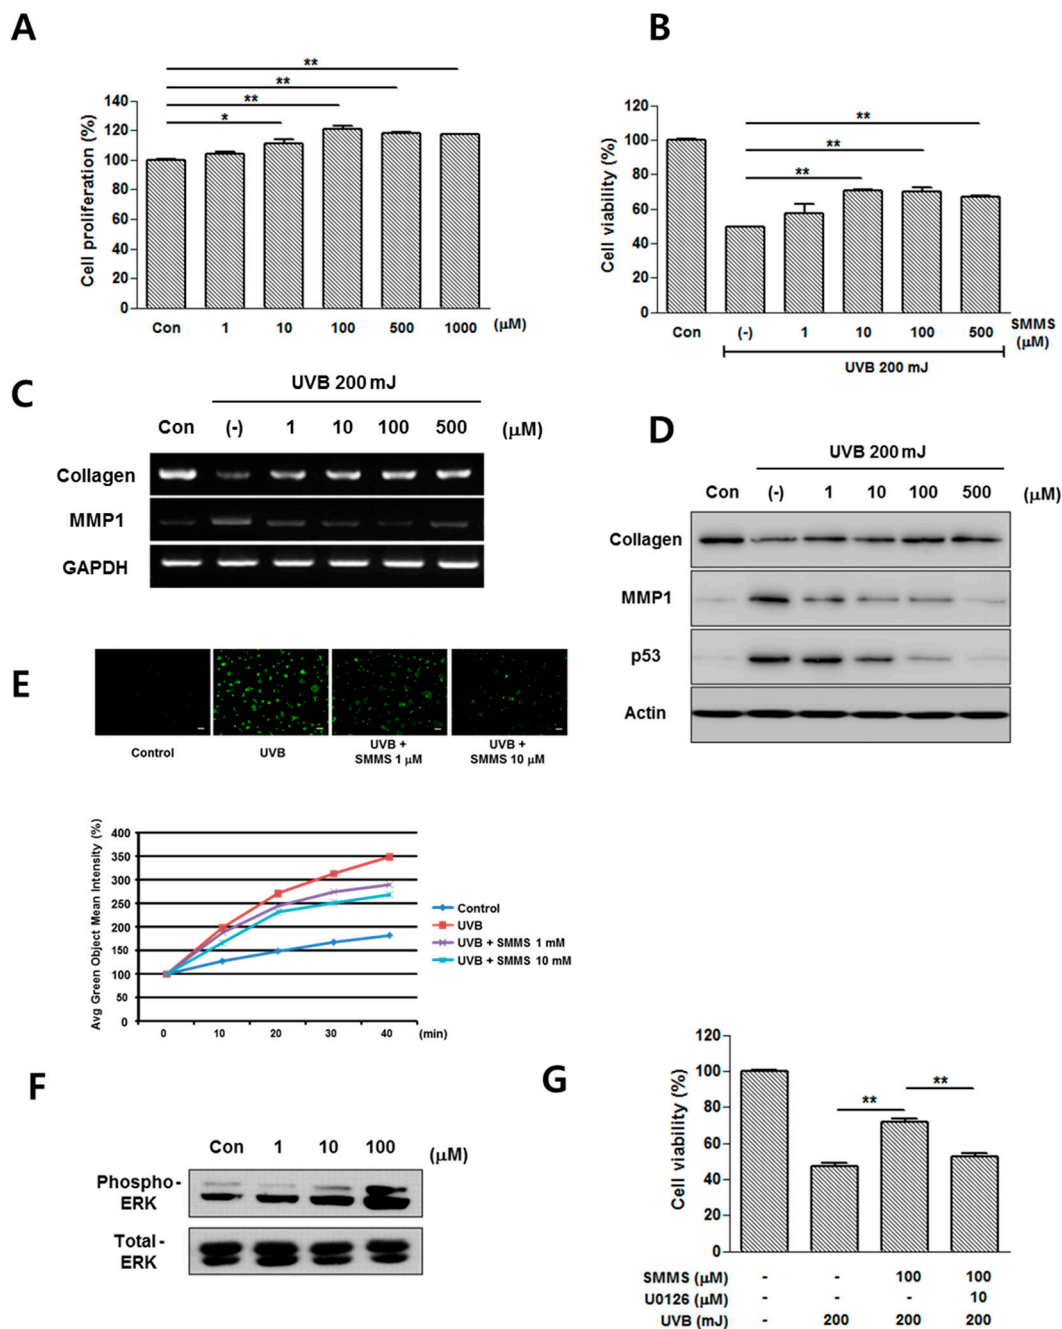 A
**
**
**
*
Cell proliferation (%)
140
120
100
80
60
40
20
0
Con 1 10 100 500 1000 (μM)
B
**
**
**
Cell viability (%)
120
100
80
60
40
20
0
Con (-) 1 10 100 500 SMMS (μM)
UVB 200 mJ
C
UVB 200 mJ
Con (-) 1 10 100 500 (μM)
Collagen
MMP1
GAPDH
D
UVB 200 mJ
Con (-) 1 10 100 500 (μM)
Collagen
MMP1
p53
Actin
E
Control
UVB
UVB + SMMS 1 μM
UVB + SMMS 10 μM
Avg Green Object Mean Intensity (%)
400
350
300
250
200
150
100
50
0
0 10 20 30 40 (min)
Control
UVB
UVB + SMMS 1 mM
UVB + SMMS 10 mM
F
Con 1 10 100 (μM)
Phospho-ERK
Total-ERK
G
**
**
Cell viability (%)
120
100
80
60
40
20
0
SMMS (μM) - - 100 100
U0126 (μM) - - - 10
UVB (mJ) - 200 200 200